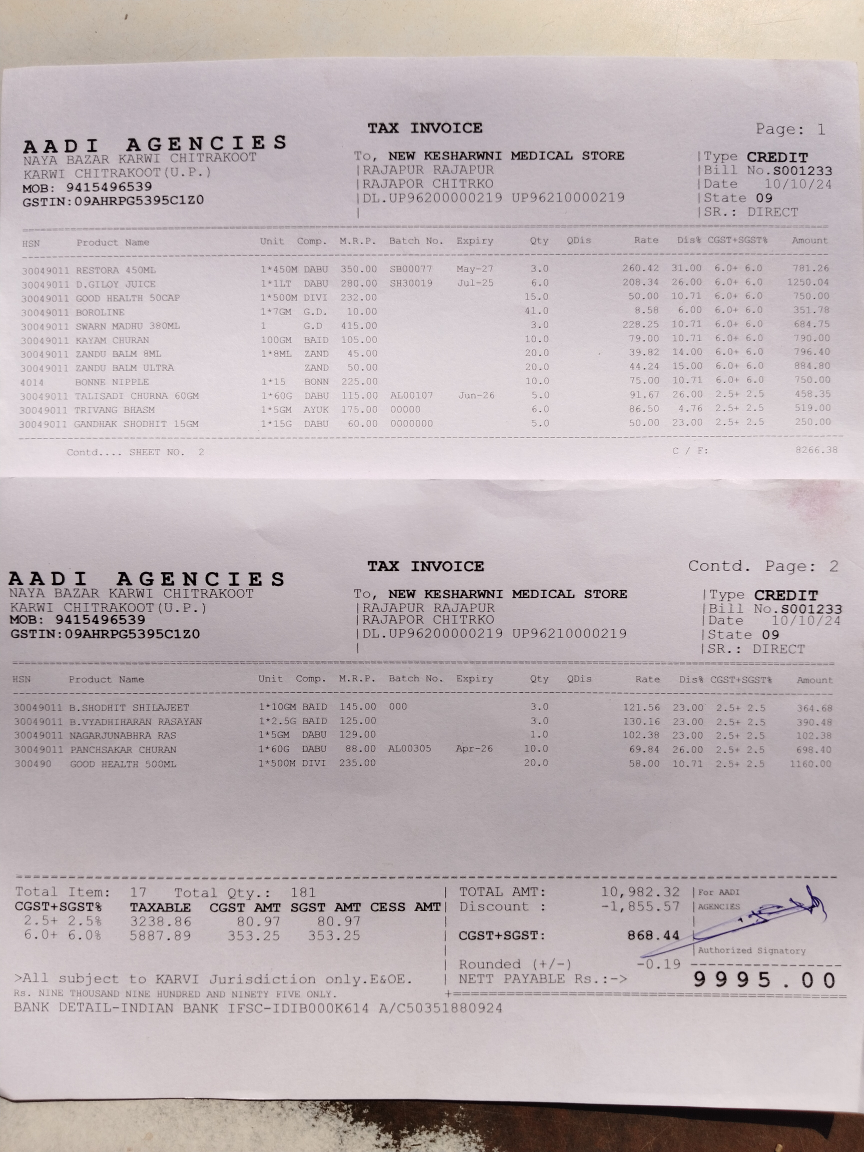 TAX INVOICE Page: 1
AADI AGENCIES
NAYA BAZAR KARWI CHITRAKOOT To, NEW KESHARWNI MEDICAL STORE |Type CREDIT
KARWI CHITRAKOOT(U.P.) |RAJAPUR RAJAPUR |Bill No.S001233
MOB: 9415496539 |RAJAPOR CHITRKO |Date 10/10/24
GSTIN:09AHRPG5395C1Z0 |DL.UP96200000219 UP96210000219 |State 09
| |SR.: DIRECT
HSN Product Name Unit Comp. M.R.P. Batch No. Expiry Qty QDis Rate Dis% CGST+SGST% Amount
30049011 RESTORA 450ML 1*450M DABU 350.00 SB00077 May-27 3.0 260.42 31.00 6.0+ 6.0 781.26
30049011 D.GILOY JUICE 1*1LT DABU 280.00 SH30019 Jul-25 6.0 208.34 26.00 6.0+ 6.0 1250.04
30049011 GOOD HEALTH 50CAP 1*500M DIVI 232.00 15.0 50.00 10.71 6.0+ 6.0 750.00
30049011 BOROLINE 1*7GM G.D. 10.00 41.0 8.58 6.00 6.0+ 6.0 351.78
30049011 SWARN MADHU 380ML 1 G.D 415.00 3.0 228.25 10.71 6.0+ 6.0 684.75
30049011 KAYAM CHURAN 100GM BAID 105.00 10.0 79.00 10.71 6.0+ 6.0 790.00
30049011 ZANDU BALM 8ML 1*8ML ZAND 45.00 20.0 39.82 14.00 6.0+ 6.0 796.40
30049011 ZANDU BALM ULTRA ZAND 50.00 20.0 44.24 15.00 6.0+ 6.0 884.80
4014 BONNE NIPPLE 1*15 BONN 225.00 10.0 75.00 10.71 6.0+ 6.0 750.00
30049011 TALISADI CHURNA 60GM 1*60G DABU 115.00 AL00107 Jun-26 5.0 91.67 26.00 2.5+ 2.5 458.35
30049011 TRIVANG BHASM 1*5GM AYUK 175.00 00000 6.0 86.50 4.76 2.5+ 2.5 519.00
30049011 GANDHAK SHODHIT 15GM 1*15G DABU 60.00 0000000 5.0 50.00 23.00 2.5+ 2.5 250.00
Contd.... SHEET NO. 2 C / F: 8266.38
TAX INVOICE Contd. Page: 2
AADI AGENCIES
NAYA BAZAR KARWI CHITRAKOOT To, NEW KESHARWNI MEDICAL STORE |Type CREDIT
KARWI CHITRAKOOT(U.P.) |RAJAPUR RAJAPUR |Bill No.S001233
MOB: 9415496539 |RAJAPOR CHITRKO |Date 10/10/24
GSTIN:09AHRPG5395C1Z0 |DL.UP96200000219 UP96210000219 |State 09
| |SR.: DIRECT
HSN Product Name Unit Comp. M.R.P. Batch No. Expiry Qty QDis Rate Dis% CGST+SGST% Amount
30049011 B.SHODHIT SHILAJEET 1*10GM BAID 145.00 000 3.0 121.56 23.00 2.5+ 2.5 364.68
30049011 B.VYADHIHARAN RASAYAN 1*2.5G BAID 125.00 3.0 130.16 23.00 2.5+ 2.5 390.48
30049011 NAGARJUNABHRA RAS 1*5GM DABU 129.00 1.0 102.38 23.00 2.5+ 2.5 102.38
30049011 PANCHSAKAR CHURAN 1*60G DABU 88.00 AL00305 Apr-26 10.0 69.84 26.00 2.5+ 2.5 698.40
300490 GOOD HEALTH 500ML 1*500M DIVI 235.00 20.0 58.00 10.71 2.5+ 2.5 1160.00
Total Item: 17 Total Qty.: 181 | TOTAL AMT: 10,982.32 |For AADI
CGST+SGST% TAXABLE CGST AMT SGST AMT CESS AMT| Discount : -1,855.57 |AGENCIES
2.5+ 2.5% 3238.86 80.97 80.97
6.0+ 6.0% 5887.89 353.25 353.25 | CGST+SGST: 868.44
|Authorized Signatory
| Rounded (+/-) -0.19
>All subject to KARVI Jurisdiction only.E&OE. | NETT PAYABLE Rs.:-> 9995.00
Rs. NINE THOUSAND NINE HUNDRED AND NINETY FIVE ONLY.
BANK DETAIL-INDIAN BANK IFSC-IDIB000K614 A/C50351880924